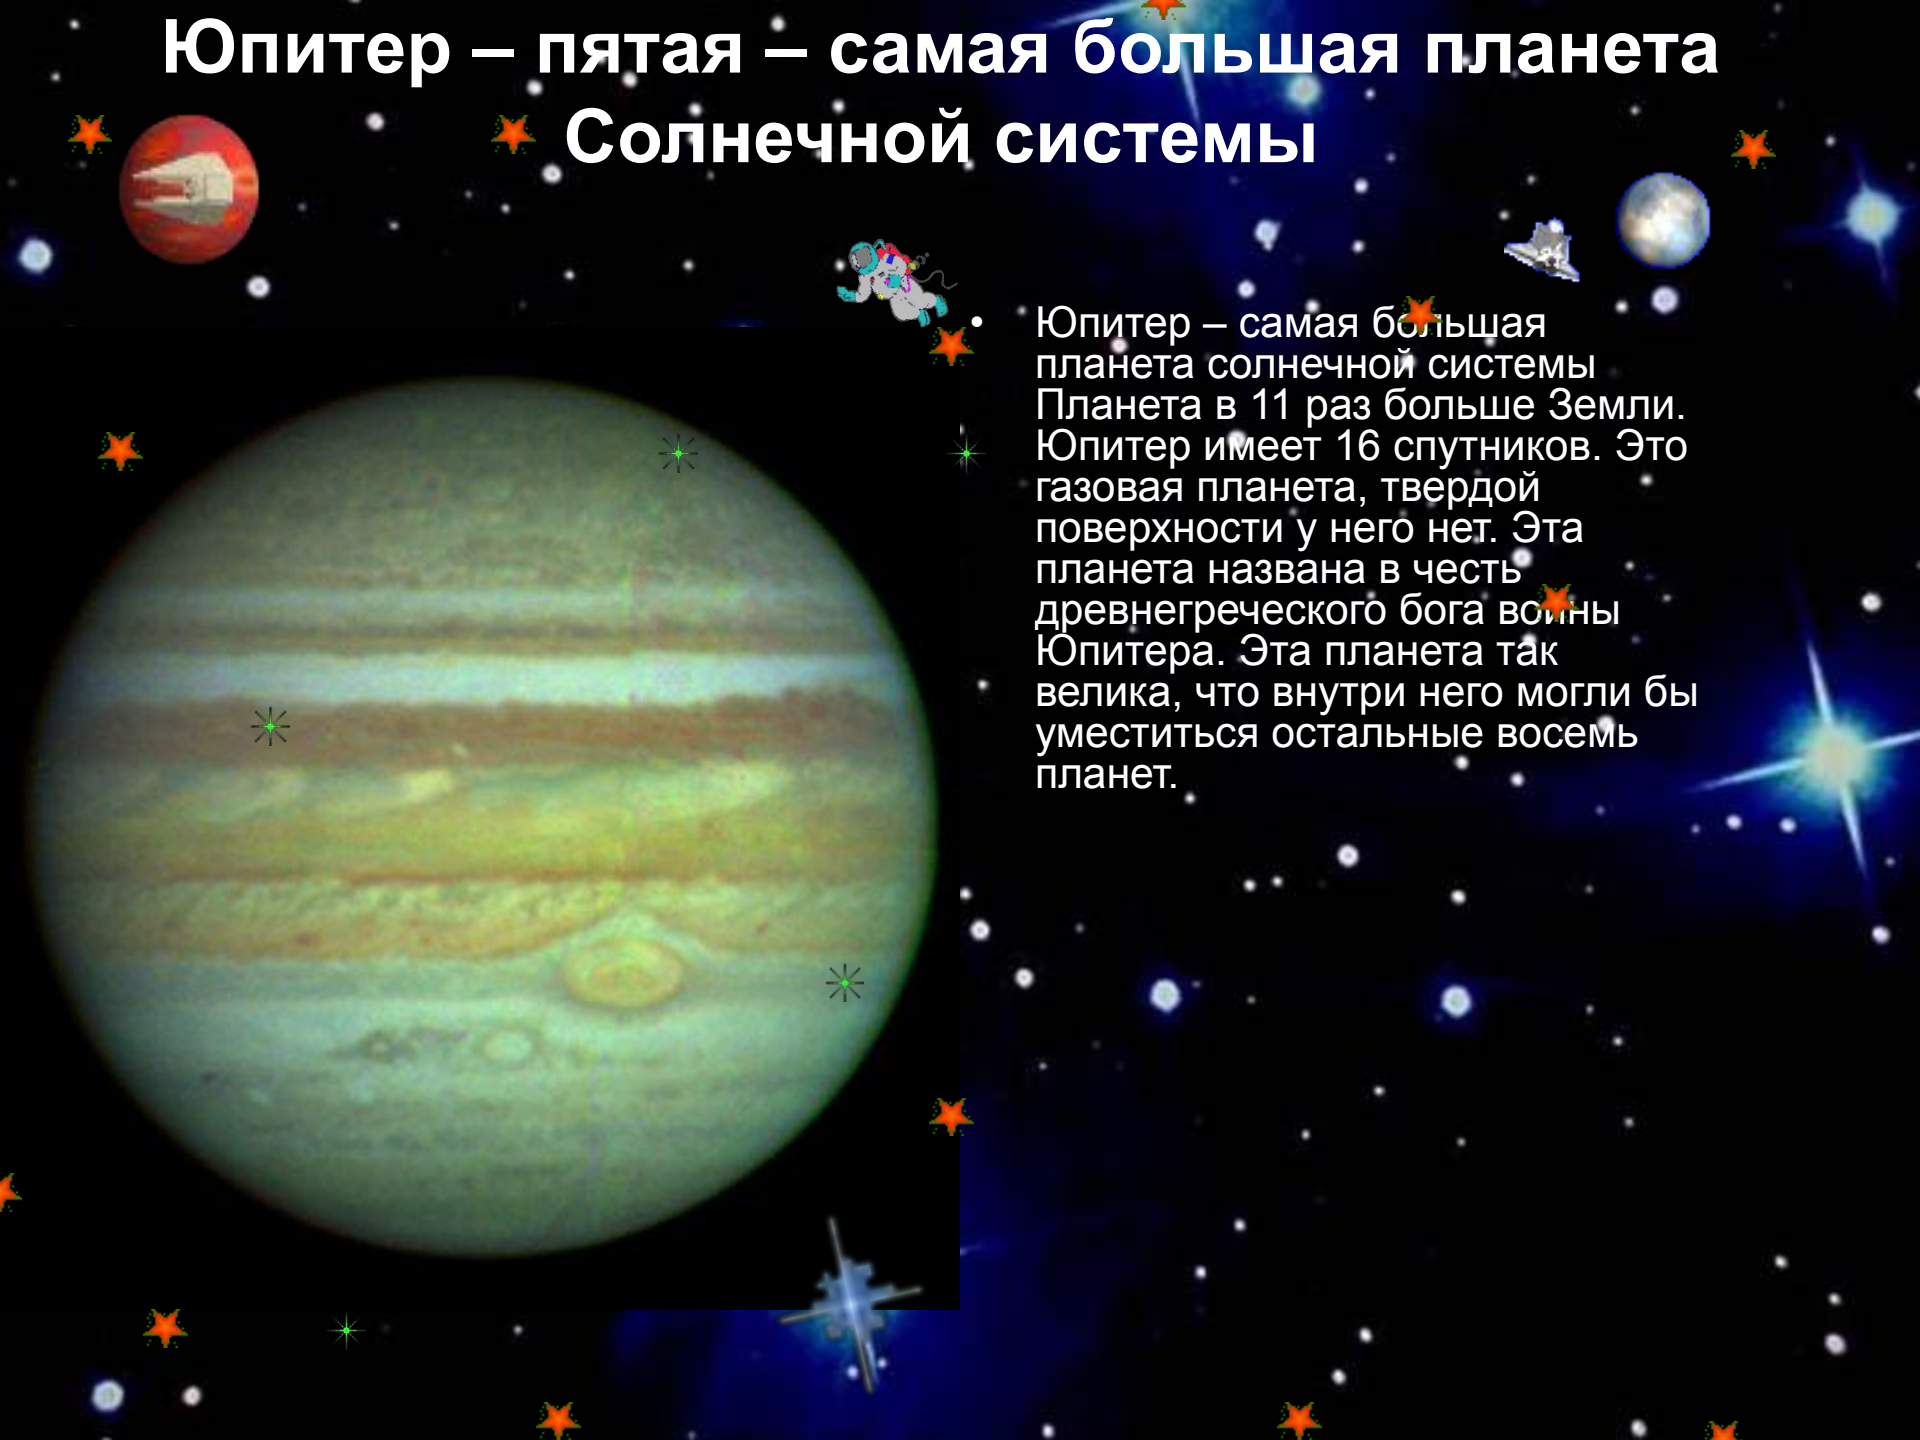 Юпитер – пятая – самая большая планета
Солнечной системы
• Юпитер – самая большая
планета солнечной системы
Планета в 11 раз больше Земли.
Юпитер имеет 16 спутников. Это
газовая планета, твердой
поверхности у него нет. Эта
планета названа в честь
древнегреческого бога войны
Юпитера. Эта планета так
велика, что внутри него могли бы
уместиться остальные восемь
планет.